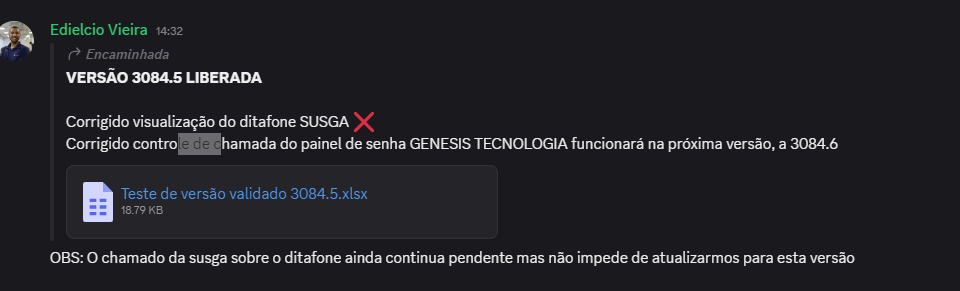 Edielcio Vieira 14:32
Encaminhada
VERSÃO 3084.5 LIBERADA
Corrigido visualização do ditafone SUSGA ❌
Corrigido controle de chamada do painel de senha GENESIS TECNOLOGIA funcionará na próxima versão, a 3084.6
Teste de versão validado 3084.5.xlsx
18.79 KB
OBS: O chamado da susga sobre o ditafone ainda continua pendente mas não impede de atualizarmos para esta versão